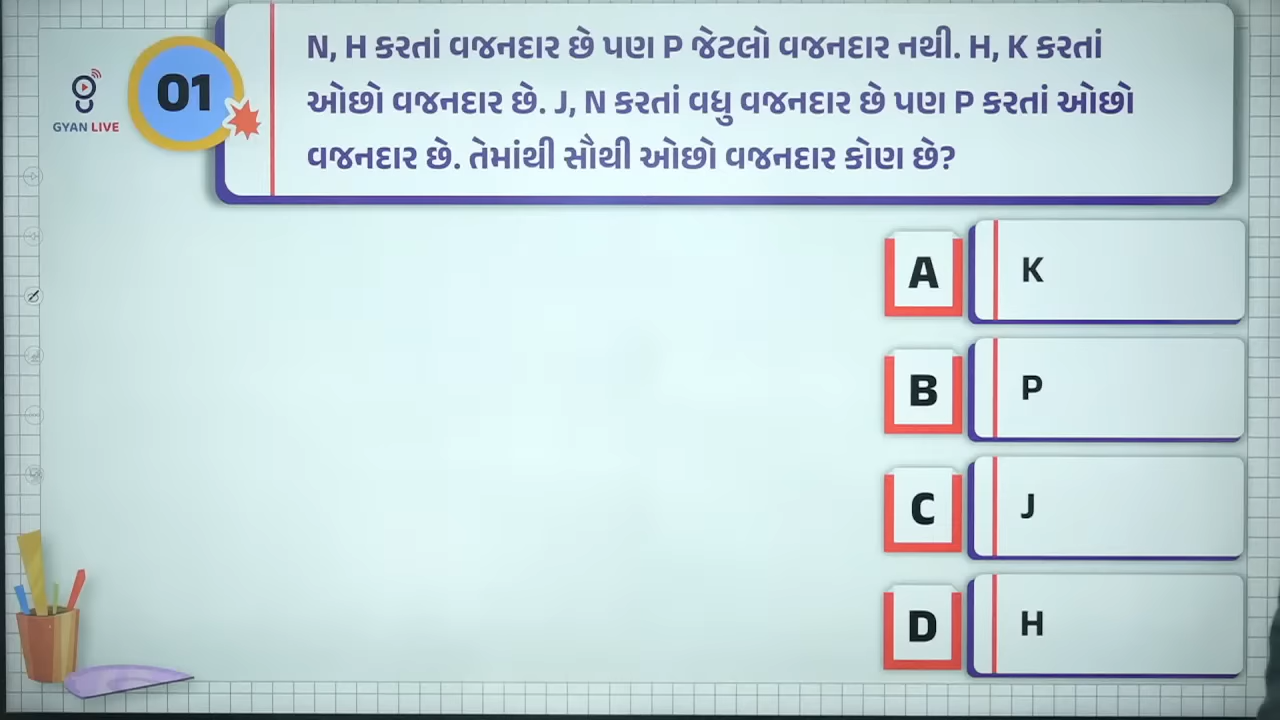 GYAN LIVE
01
N, H કરતાં વજનદાર છે પણ P જેટલો વજનદાર નથી. H, K કરતાં
ઓછો વજનદાર છે. J, N કરતાં વધુ વજનદાર છે પણ P કરતાં ઓછો
વજનદાર છે. તેમાંથી સૌથી ઓછો વજનદાર કોણ છે?
A K
B P
C J
D H